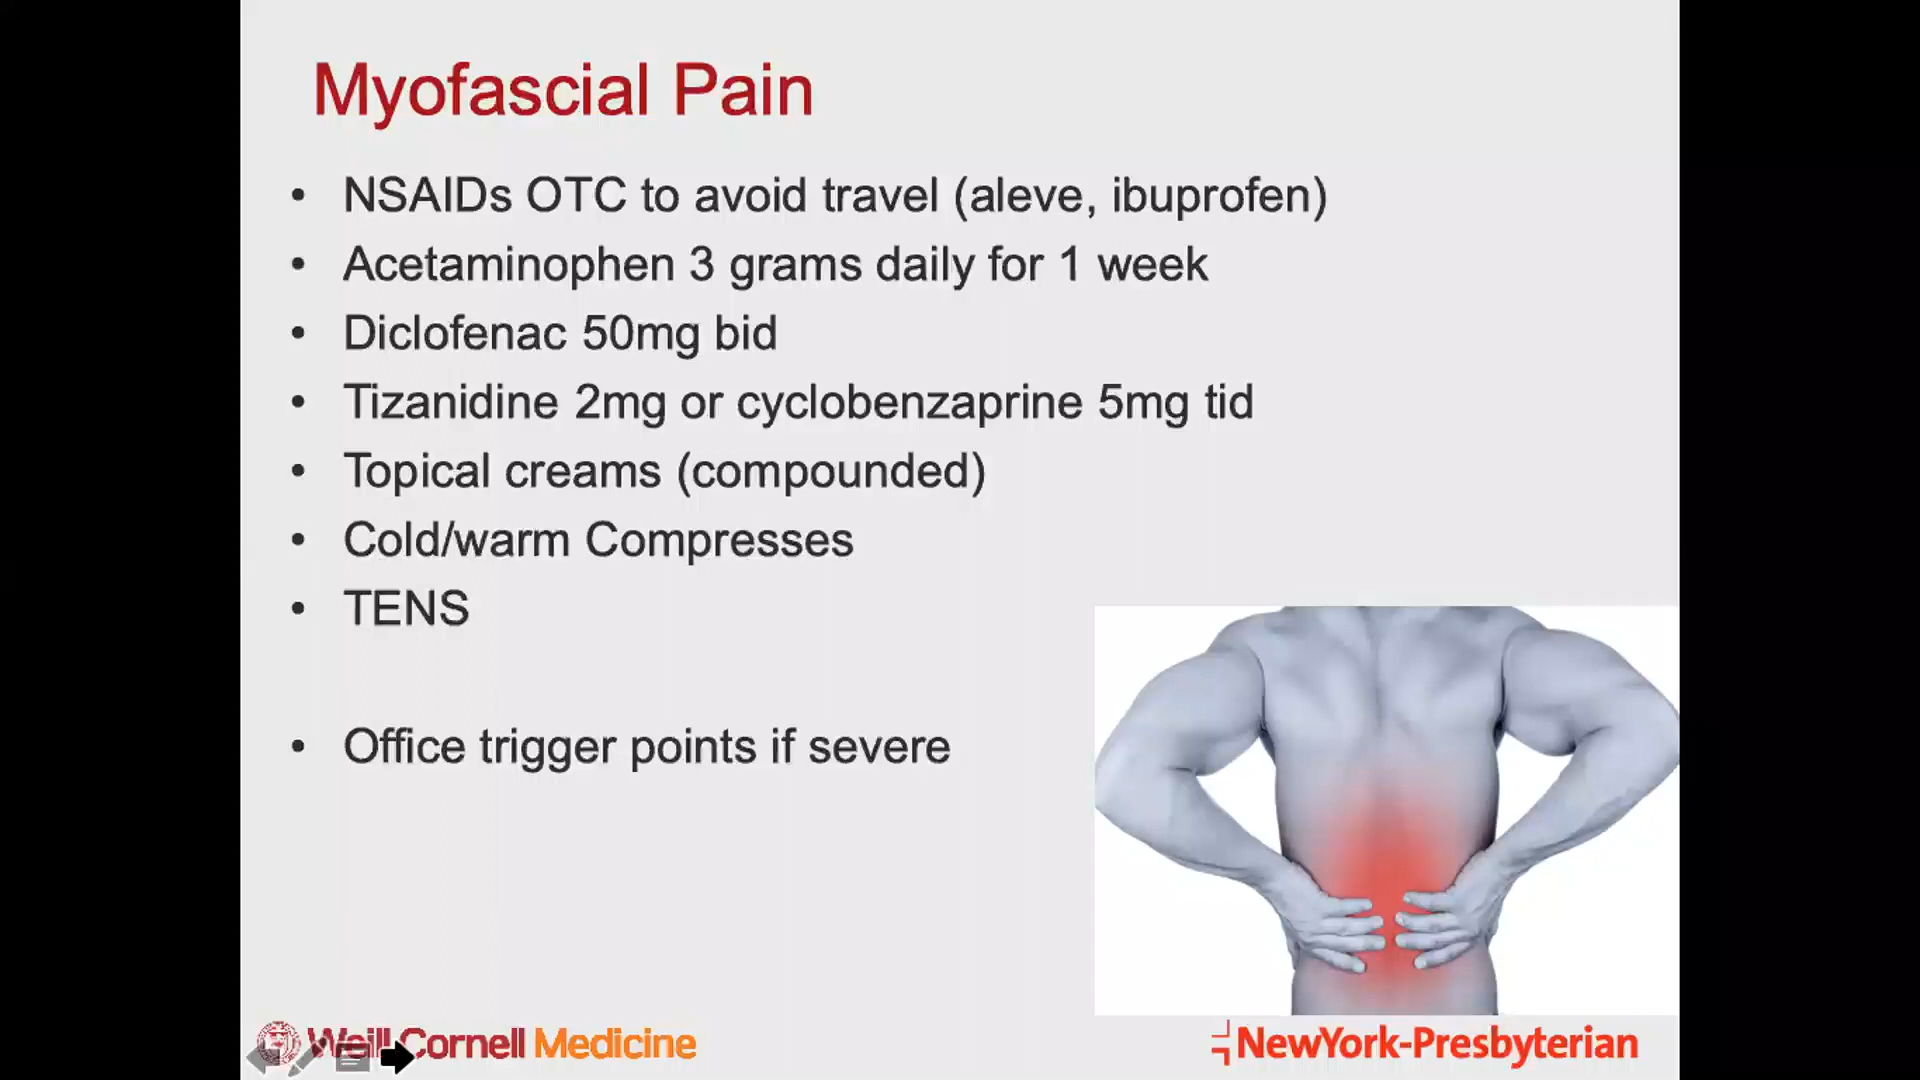 Myofascial Pain
• NSAIDs OTC to avoid travel (aleve, ibuprofen)
• Acetaminophen 3 grams daily for 1 week
• Diclofenac 50mg bid
• Tizanidine 2mg or cyclobenzaprine 5mg tid
• Topical creams (compounded)
• Cold/warm Compresses
• TENS
• Office trigger points if severe
Weill Cornell Medicine
NewYork-Presbyterian